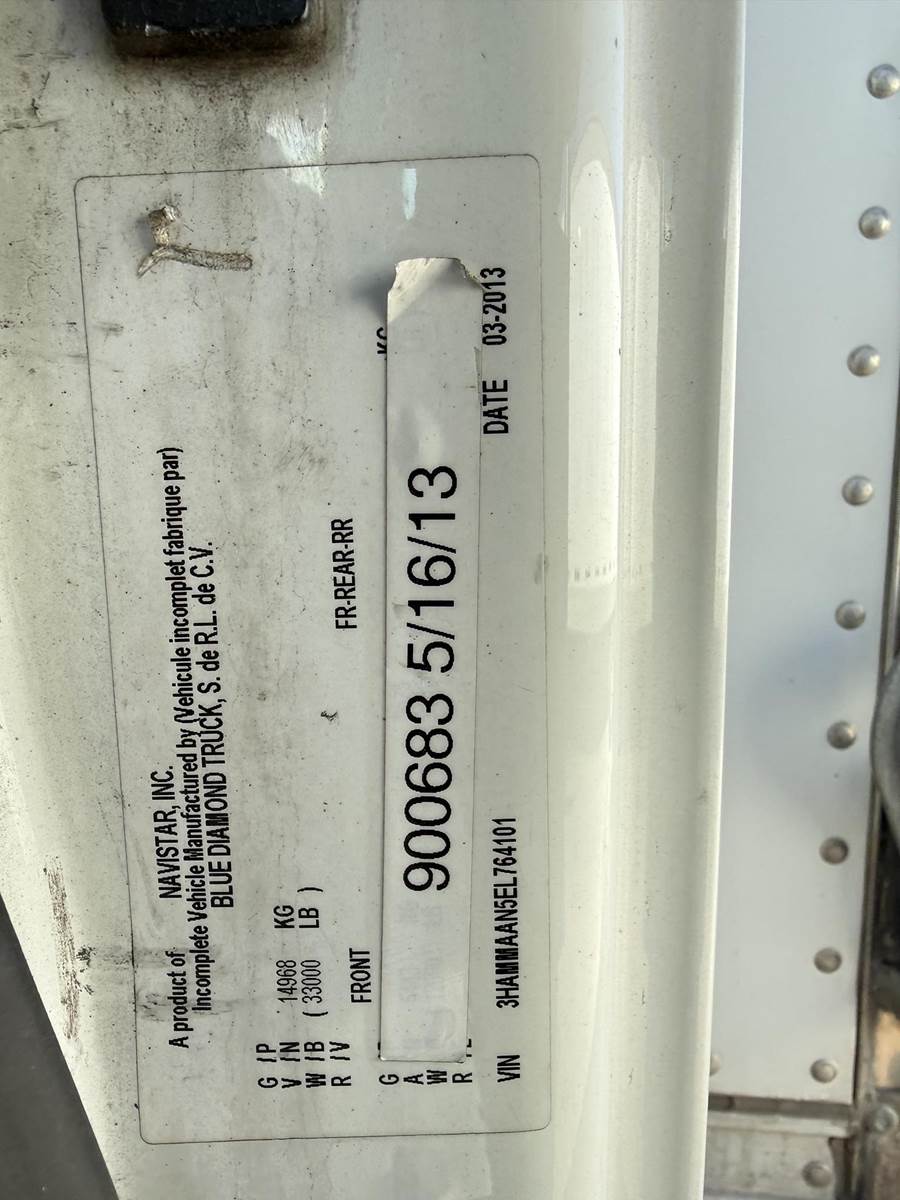 A product of NAVISTAR, INC.
Incomplete Vehicle Manufactured by (Vehicule incomplet fabrique par)
BLUE DIAMOND TRUCK, S. de R.L. de C.V.
G / P
V / N 14968 KG
W / B ( 33000 LB )
R / V
FRONT FR-REAR-RR
KG
G
A
W
R
900683 5/16/13
VIN 3HAMMAAN5EL764101 DATE 03-2013